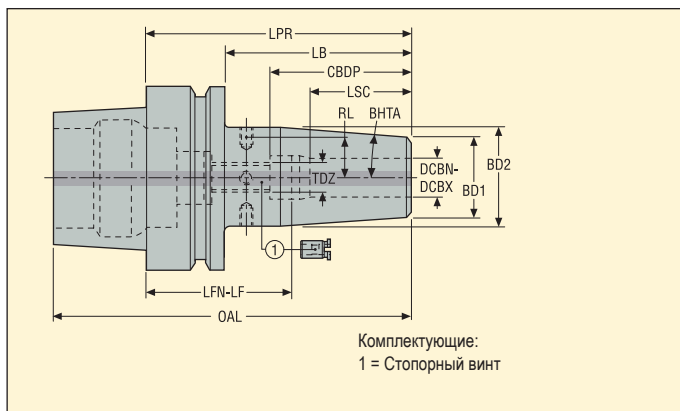 LPR
LB
CBDP
LSC
RL
BHTA
TDZ
DCBN-
DCBX
BD1
BD2
1
LFN-LF
OAL
Комплектующие:
1 = Стопорный винт